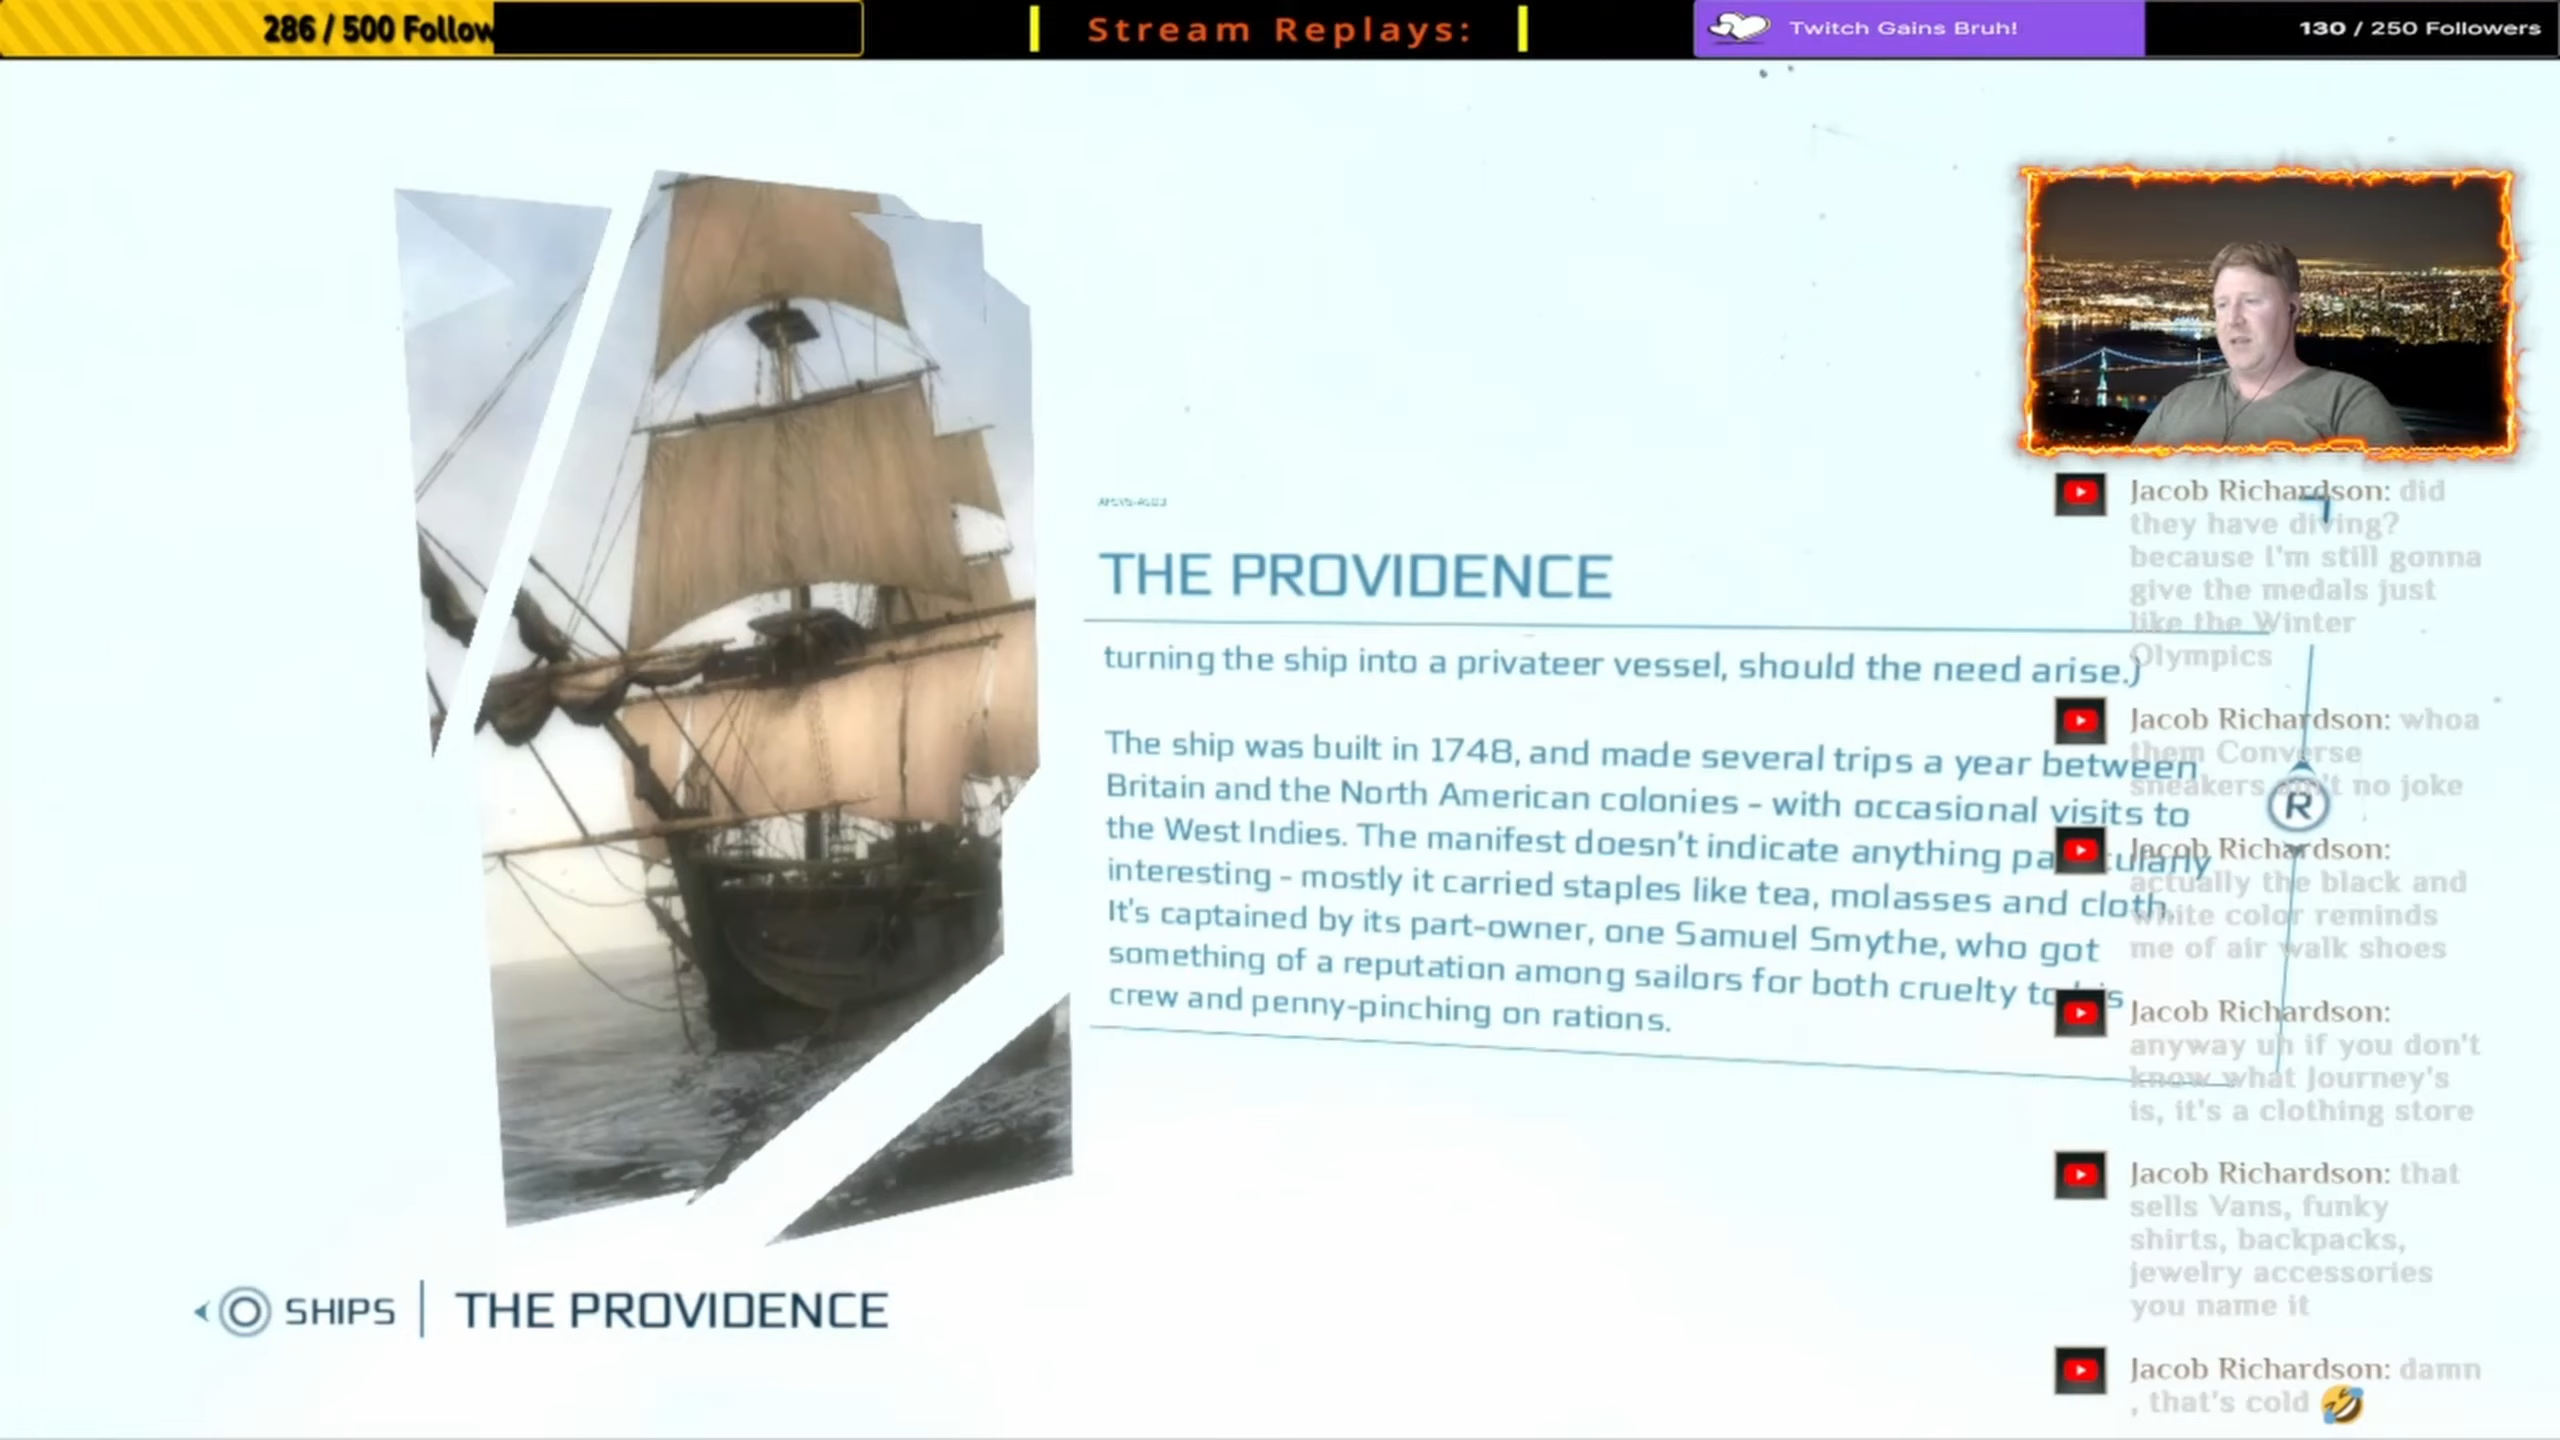 286 / 500 Follow
Stream Replays:
Twitch Gains Bruh!
130 / 250 Followers
THE PROVIDENCE
turning the ship into a privateer vessel, should the need arise.)
The ship was built in 1748, and made several trips a year between
Britain and the North American colonies - with occasional visits to
the West Indies. The manifest doesn't indicate anything particularly
interesting - mostly it carried staples like tea, molasses and cloth.
It's captained by its part-owner, one Samuel Smythe, who got
something of a reputation among sailors for both cruelty to his
crew and penny-pinching on rations.
R
SHIPS
THE PROVIDENCE
Jacob Richardson: did
they have diving?
because I'm still gonna
give the medals just
like the Winter
Olympics
Jacob Richardson: whoa
them Converse
sneakers ain't no joke
Jacob Richardson:
actually the black and
white color reminds
me of air walk shoes
Jacob Richardson:
anyway uh if you don't
know what Journey's
is, it's a clothing store
Jacob Richardson: that
sells Vans, funky
shirts, backpacks,
jewelry accessories
you name it
Jacob Richardson: damn
, that's cold 🤣